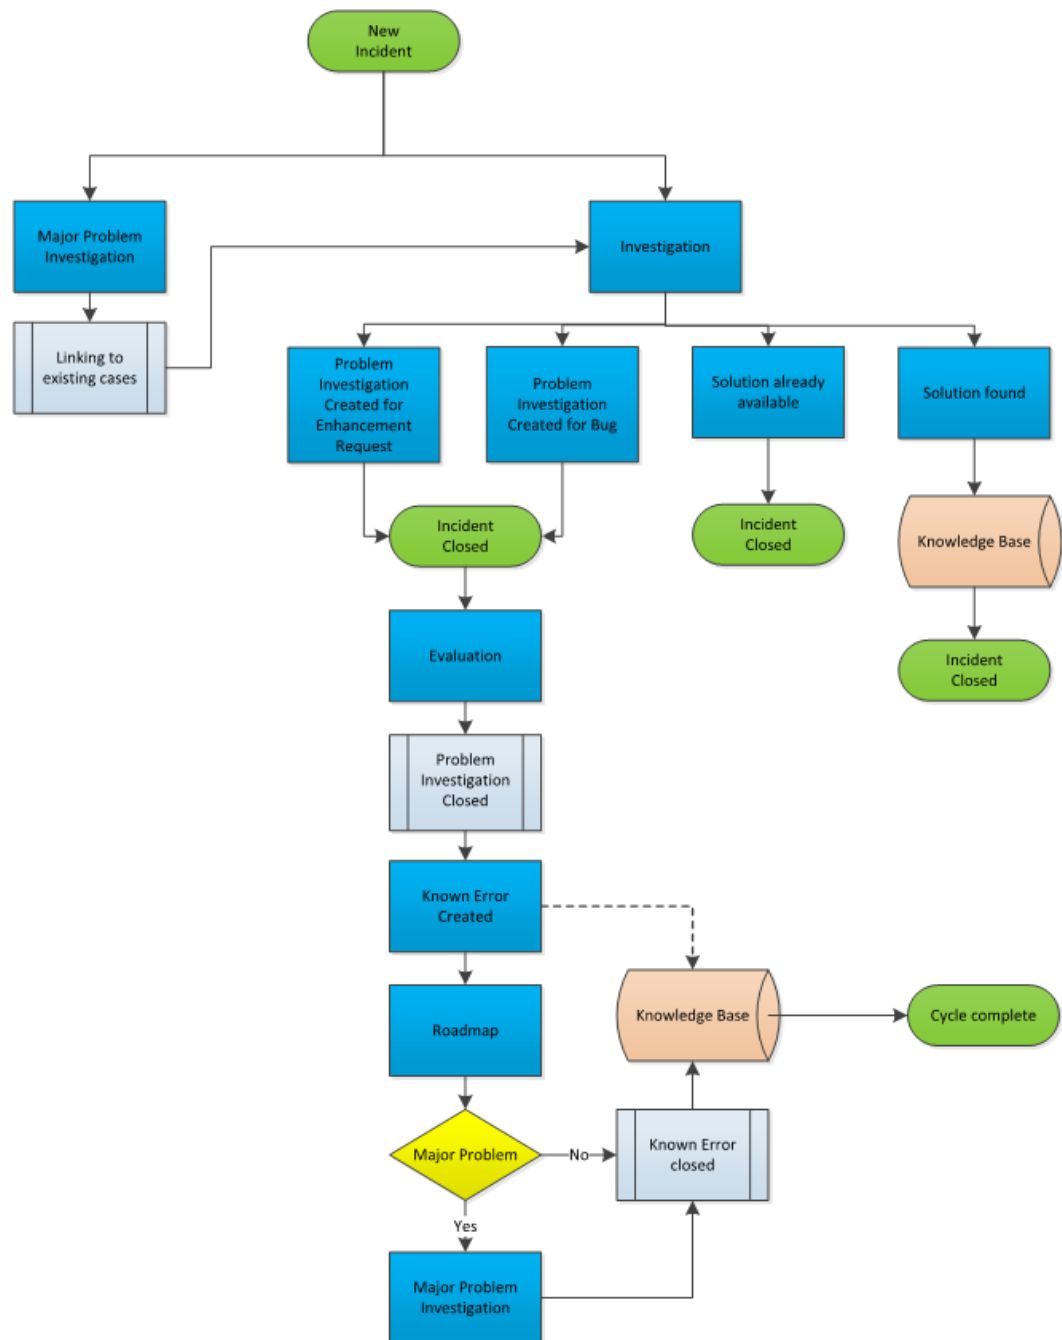 New
Incident
Major Problem
Investigation
Investigation
Linking to
existing cases
Problem
Investigation
Created for
Enhancement
Request
Problem
Investigation
Created for Bug
Solution already
available
Solution found
Incident
Closed
Incident
Closed
Knowledge Base
Evaluation
Incident
Closed
Problem
Investigation
Closed
Known Error
Created
Roadmap
Knowledge Base
Cycle complete
Major Problem
No
Known Error
closed
Yes
Major Problem
Investigation